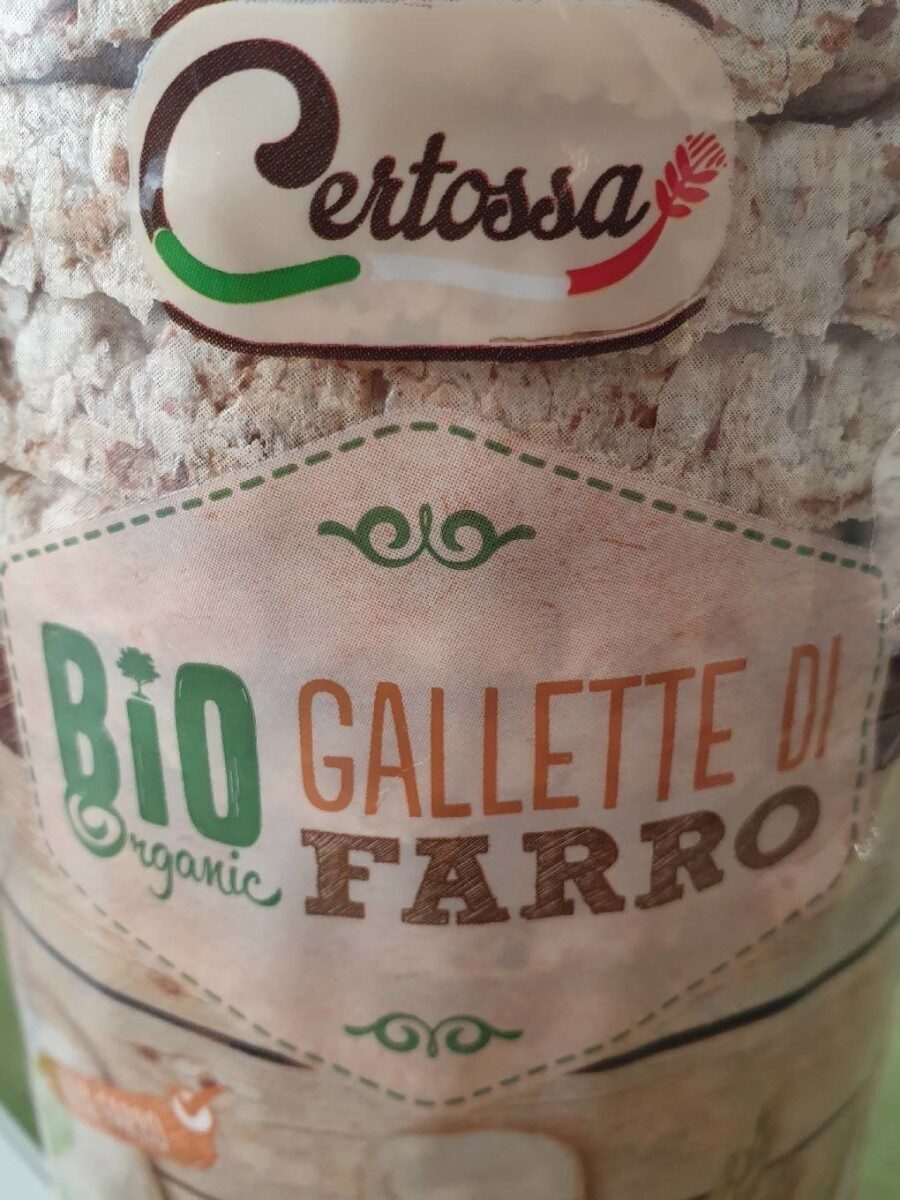 Certossa
BiO
Organic
GALLETTE DI
FARRO